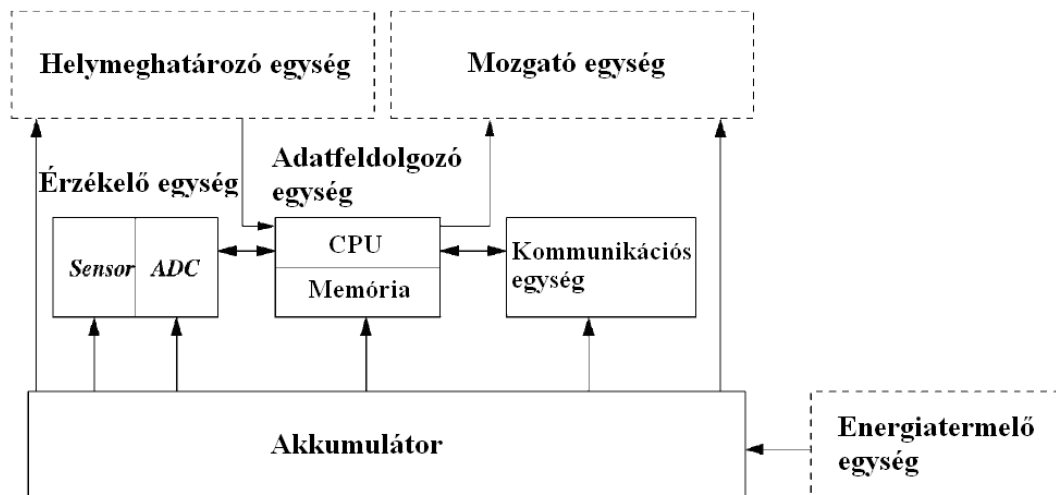 Helymeghatározó egység
Mozgató egység
Érzékelő egység
Adatfeldolgozó
egység
Sensor
ADC
CPU
Memória
Kommunikációs
egység
Akkumulátor
Energiatermelő
egység